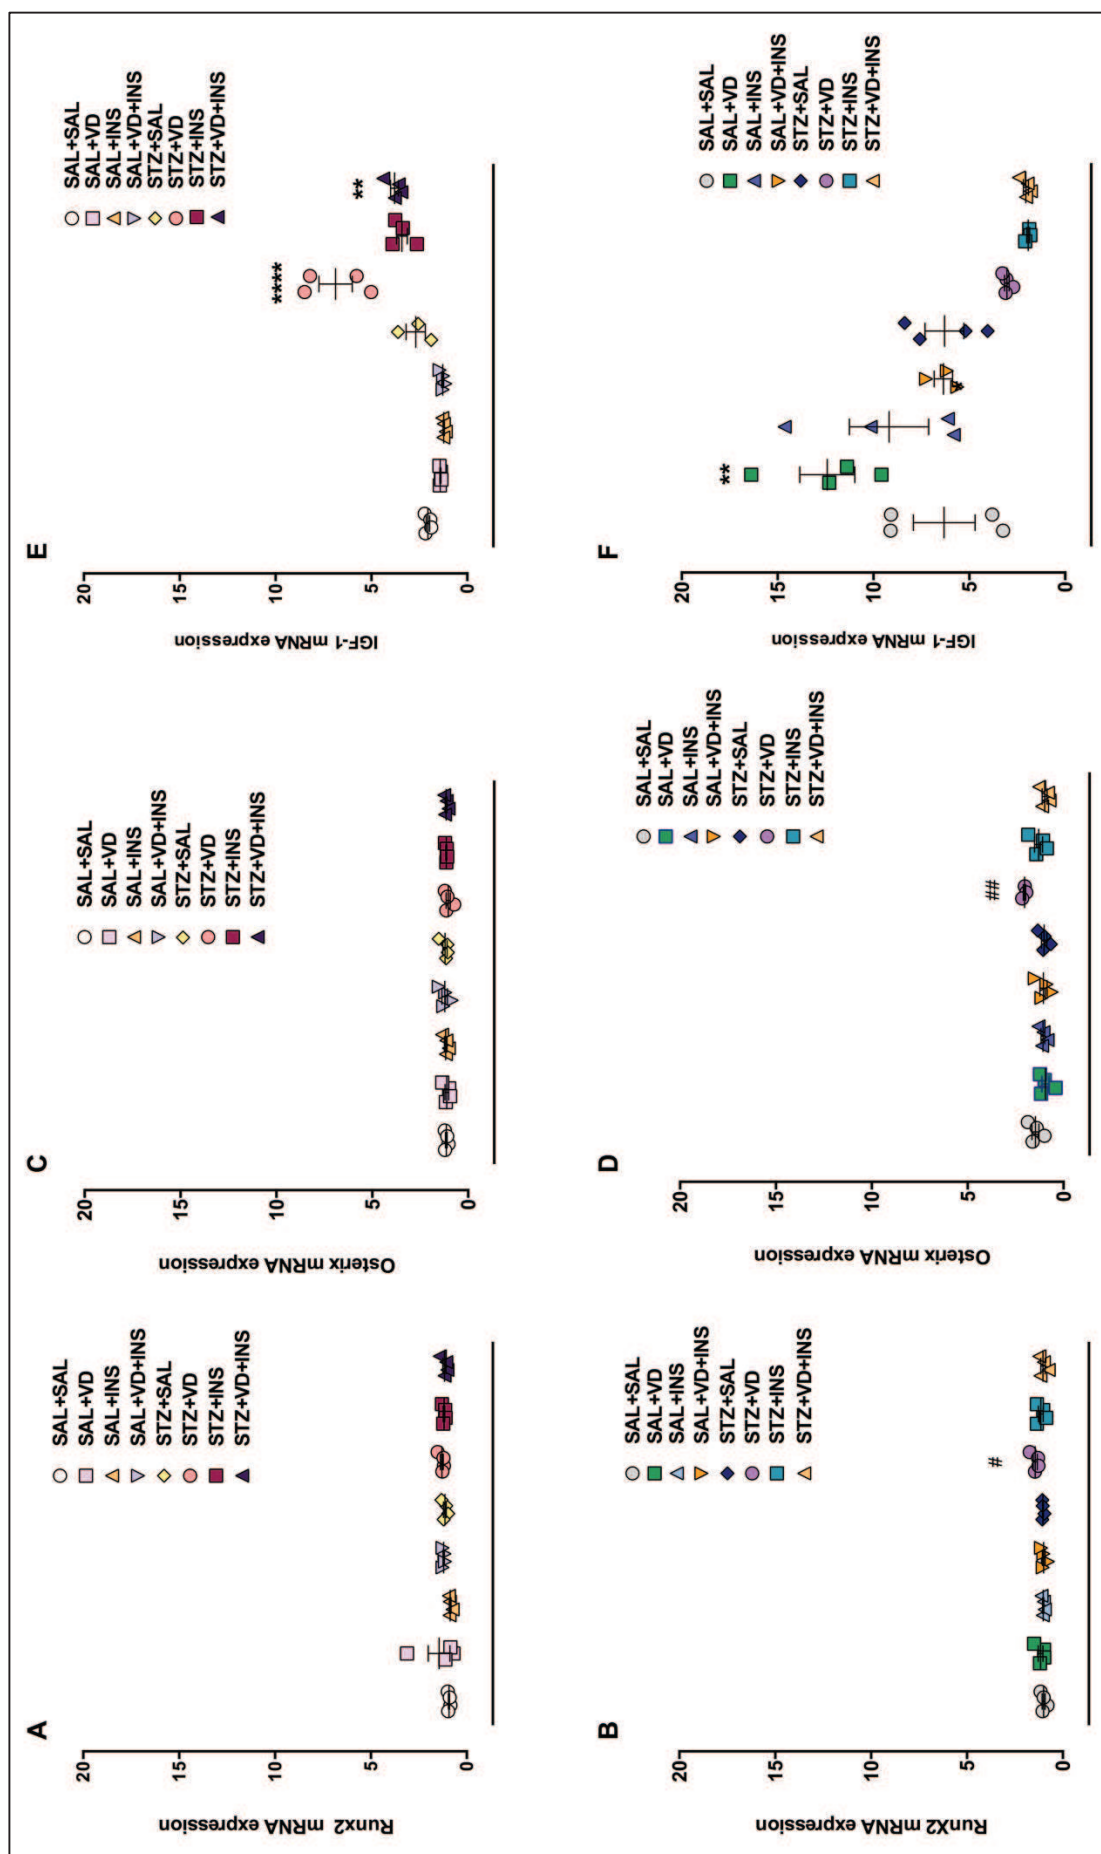 A
Runx2 mRNA expression
20
15
10
5
0
SAL+SAL
SAL+VD
SAL+INS
SAL+VD+INS
STZ+SAL
STZ+VD
STZ+INS
STZ+VD+INS
C
Osterix mRNA expression
20
15
10
5
0
SAL+SAL
SAL+VD
SAL+INS
SAL+VD+INS
STZ+SAL
STZ+VD
STZ+INS
STZ+VD+INS
E
IGF-1 mRNA expression
20
15
10
5
0
SAL+SAL
SAL+VD
SAL+INS
SAL+VD+INS
STZ+SAL
STZ+VD
STZ+INS
STZ+VD+INS
****
**
B
RunX2 mRNA expression
20
15
10
5
0
SAL+SAL
SAL+VD
SAL+INS
SAL+VD+INS
STZ+SAL
STZ+VD
STZ+INS
STZ+VD+INS
#
D
Osterix mRNA expression
20
15
10
5
0
SAL+SAL
SAL+VD
SAL+INS
SAL+VD+INS
STZ+SAL
STZ+VD
STZ+INS
STZ+VD+INS
##
F
IGF-1 mRNA expression
20
15
10
5
0
SAL+SAL
SAL+VD
SAL+INS
SAL+VD+INS
STZ+SAL
STZ+VD
STZ+INS
STZ+VD+INS
**